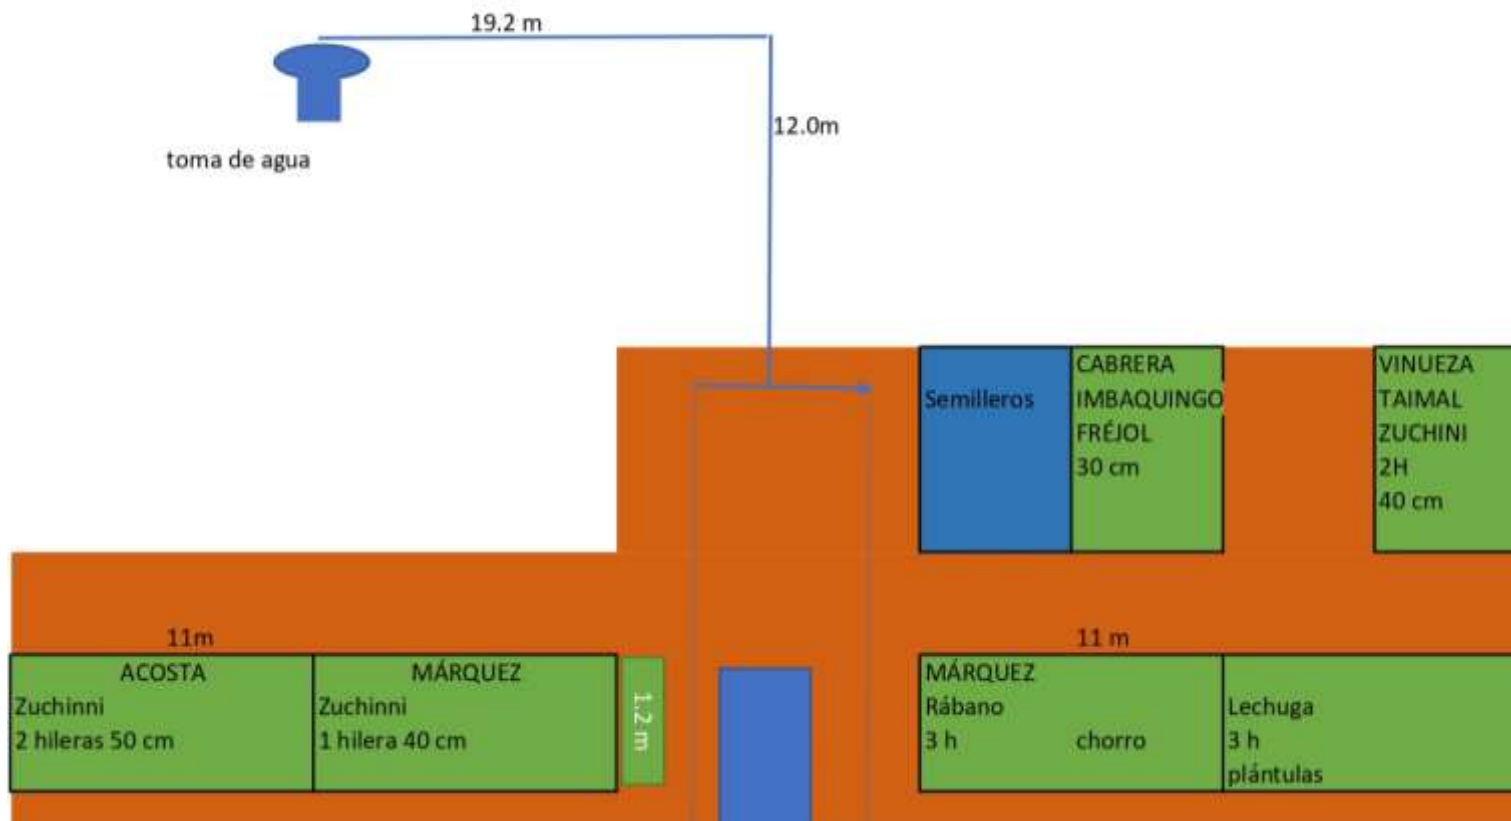 19.2 m
12.0m
toma de agua
Semilleros
CABRERA
IMBAQUINGO
FRÉJOL
30 cm
VINUEZA
TAIMAL
ZUCHINI
2H
40 cm
11m
11 m
ACOSTA
Zuchinni
2 hileras 50 cm
MÁRQUEZ
Zuchinni
1 hilera 40 cm
1.2 m
MÁRQUEZ
Rábano
3 h chorro
Lechuga
3 h
plántulas